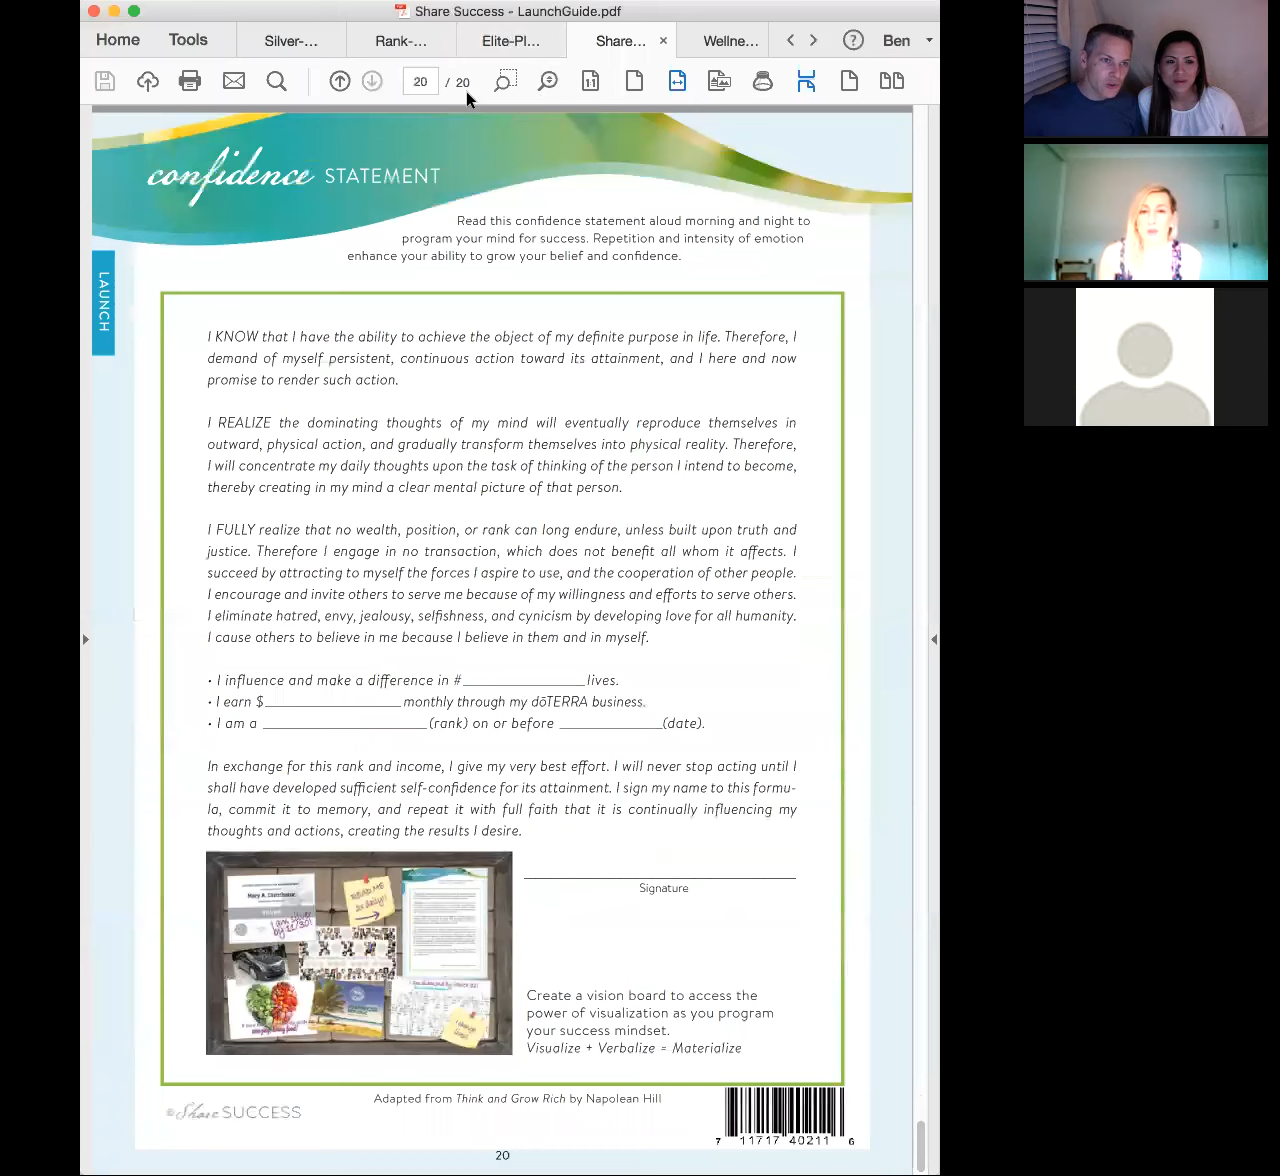 Share Success - LaunchGuide.pdf
Home Tools Silver-... Rank-... Elite-Pl... Share... × Wellne... Ben
20 / 20
confidence STATEMENT
Read this confidence statement aloud morning and night to
program your mind for success. Repetition and intensity of emotion
enhance your ability to grow your belief and confidence.
LAUNCH
I KNOW that I have the ability to achieve the object of my definite purpose in life. Therefore, I
demand of myself persistent, continuous action toward its attainment, and I here and now
promise to render such action.
I REALIZE the dominating thoughts of my mind will eventually reproduce themselves in
outward, physical action, and gradually transform themselves into physical reality. Therefore,
I will concentrate my daily thoughts upon the task of thinking of the person I intend to become,
thereby creating in my mind a clear mental picture of that person.
I FULLY realize that no wealth, position, or rank can long endure, unless built upon truth and
justice. Therefore I engage in no transaction, which does not benefit all whom it affects. I
succeed by attracting to myself the forces I aspire to use, and the cooperation of other people.
I encourage and invite others to serve me because of my willingness and efforts to serve others.
I eliminate hatred, envy, jealousy, selfishness, and cynicism by developing love for all humanity.
I cause others to believe in me because I believe in them and in myself.
• I influence and make a difference in #______________ lives.
• I earn $________________ monthly through my dōTERRA business.
• I am a ___________________ (rank) on or before ____________ (date).
In exchange for this rank and income, I give my very best effort. I will never stop acting until I
shall have developed sufficient self-confidence for its attainment. I sign my name to this formu-
la, commit it to memory, and repeat it with full faith that it is continually influencing my
thoughts and actions, creating the results I desire.
Mary A. Distributor
SILVER
I am Silver
by 11/30!
READ ME
2x daily!
Signature
Create a vision board to access the
power of visualization as you program
your success mindset.
Visualize + Verbalize = Materialize
Adapted from Think and Grow Rich by Napolean Hill
© Share SUCCESS
7 11717 40211 6
20